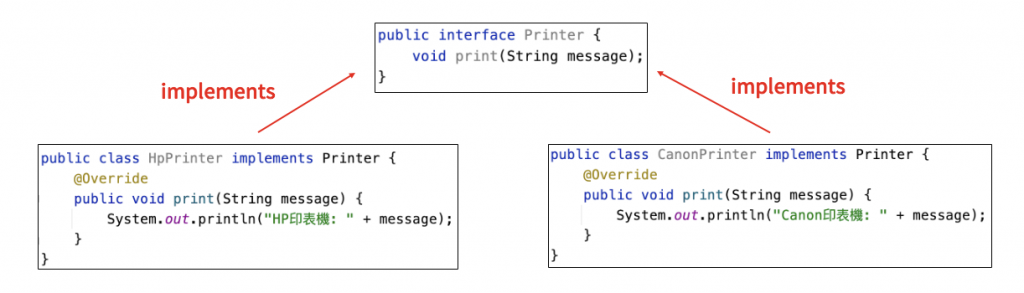 public interface Printer {
    void print(String message);
}
implements
implements
public class HpPrinter implements Printer {
    @Override
    public void print(String message) {
        System.out.println("HP印表機: " + message);
    }
}
public class CanonPrinter implements Printer {
    @Override
    public void print(String message) {
        System.out.println("Canon印表機: " + message);
    }
}